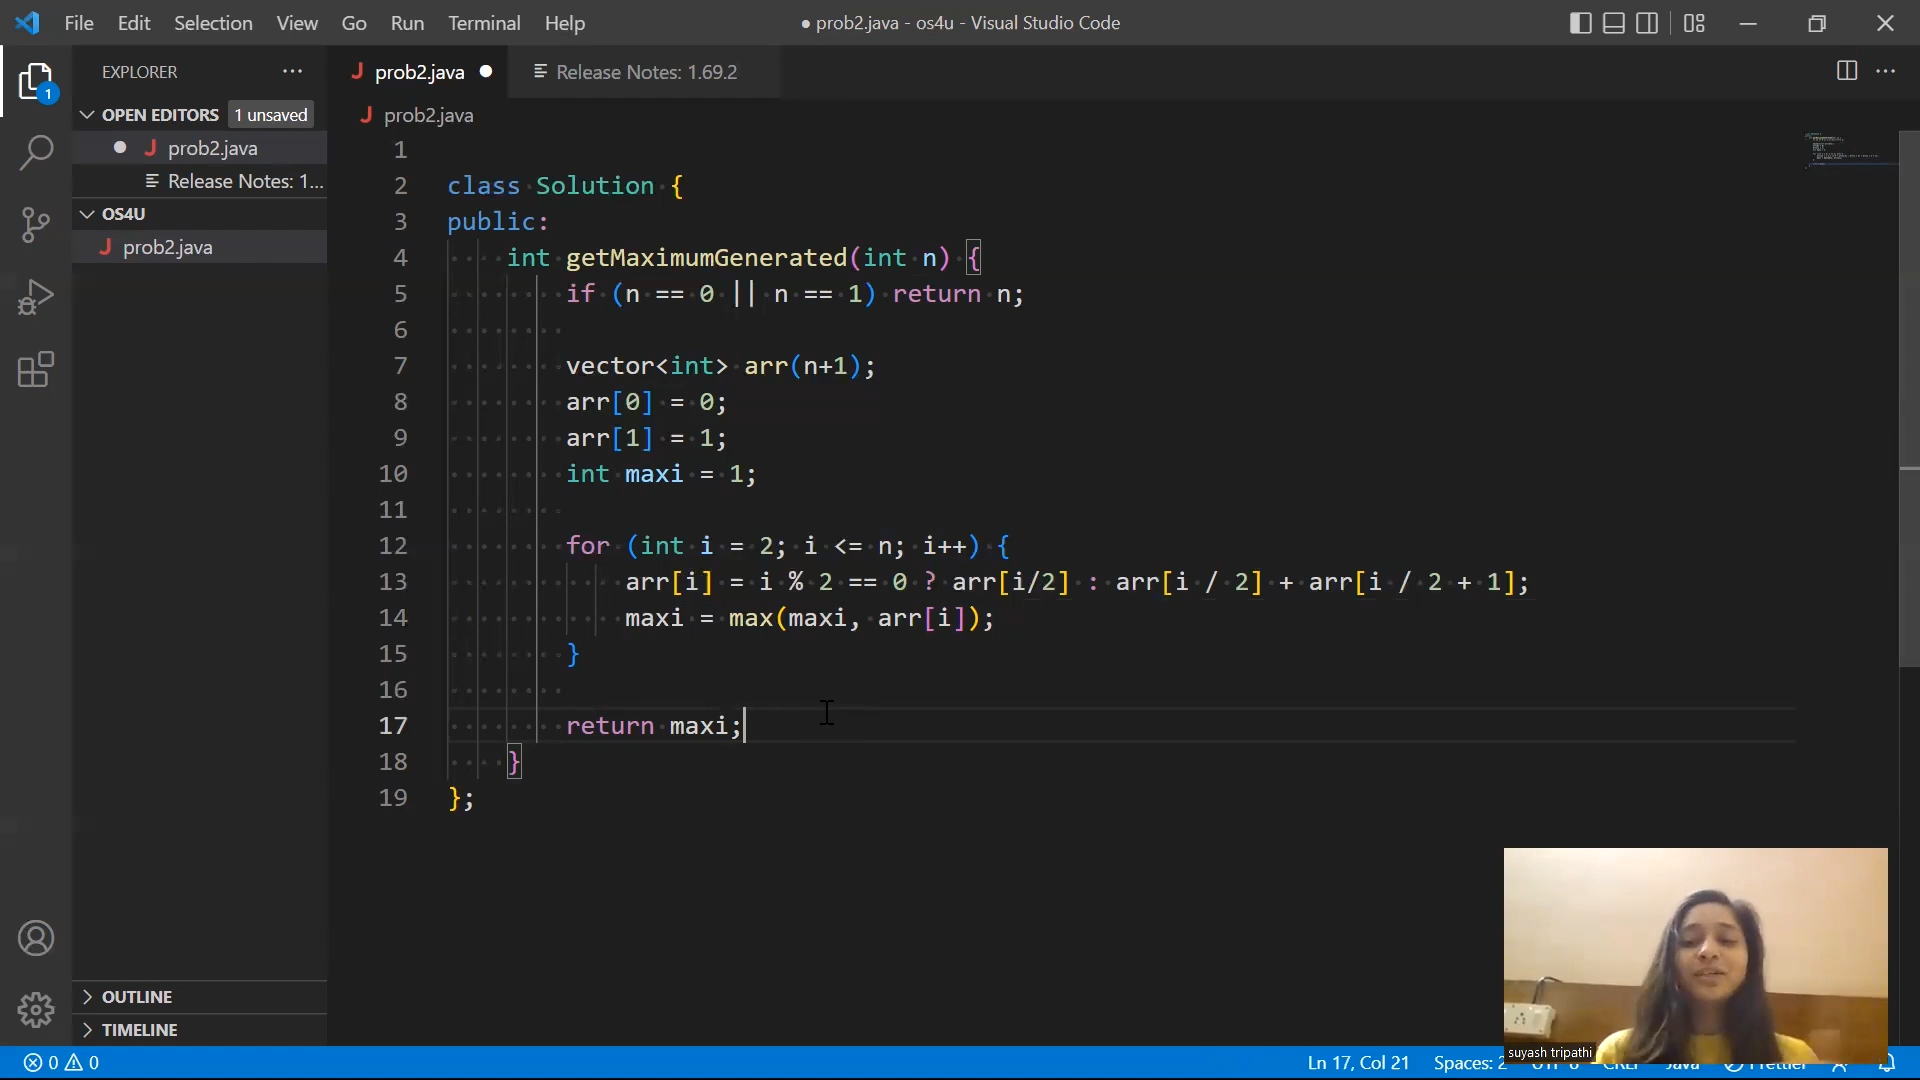 File Edit Selection View Go Run Terminal Help
● prob2.java - os4u - Visual Studio Code
EXPLORER
prob2.java
Release Notes: 1.69.2
1
OPEN EDITORS 1 unsaved
prob2.java
Release Notes: 1...
OS4U
prob2.java
OUTLINE
TIMELINE
prob2.java
1
2 class Solution {
3 public:
4 int getMaximumGenerated(int n) {
5 if (n == 0 || n == 1) return n;
6
7 vector<int> arr(n+1);
8 arr[0] = 0;
9 arr[1] = 1;
10 int maxi = 1;
11
12 for (int i = 2; i <= n; i++) {
13 arr[i] = i % 2 == 0 ? arr[i/2] : arr[i / 2] + arr[i / 2 + 1];
14 maxi = max(maxi, arr[i]);
15 }
16
17 return maxi;
18 }
19 };
suyash tripathi
0 0
Ln 17, Col 21 Spaces: 2